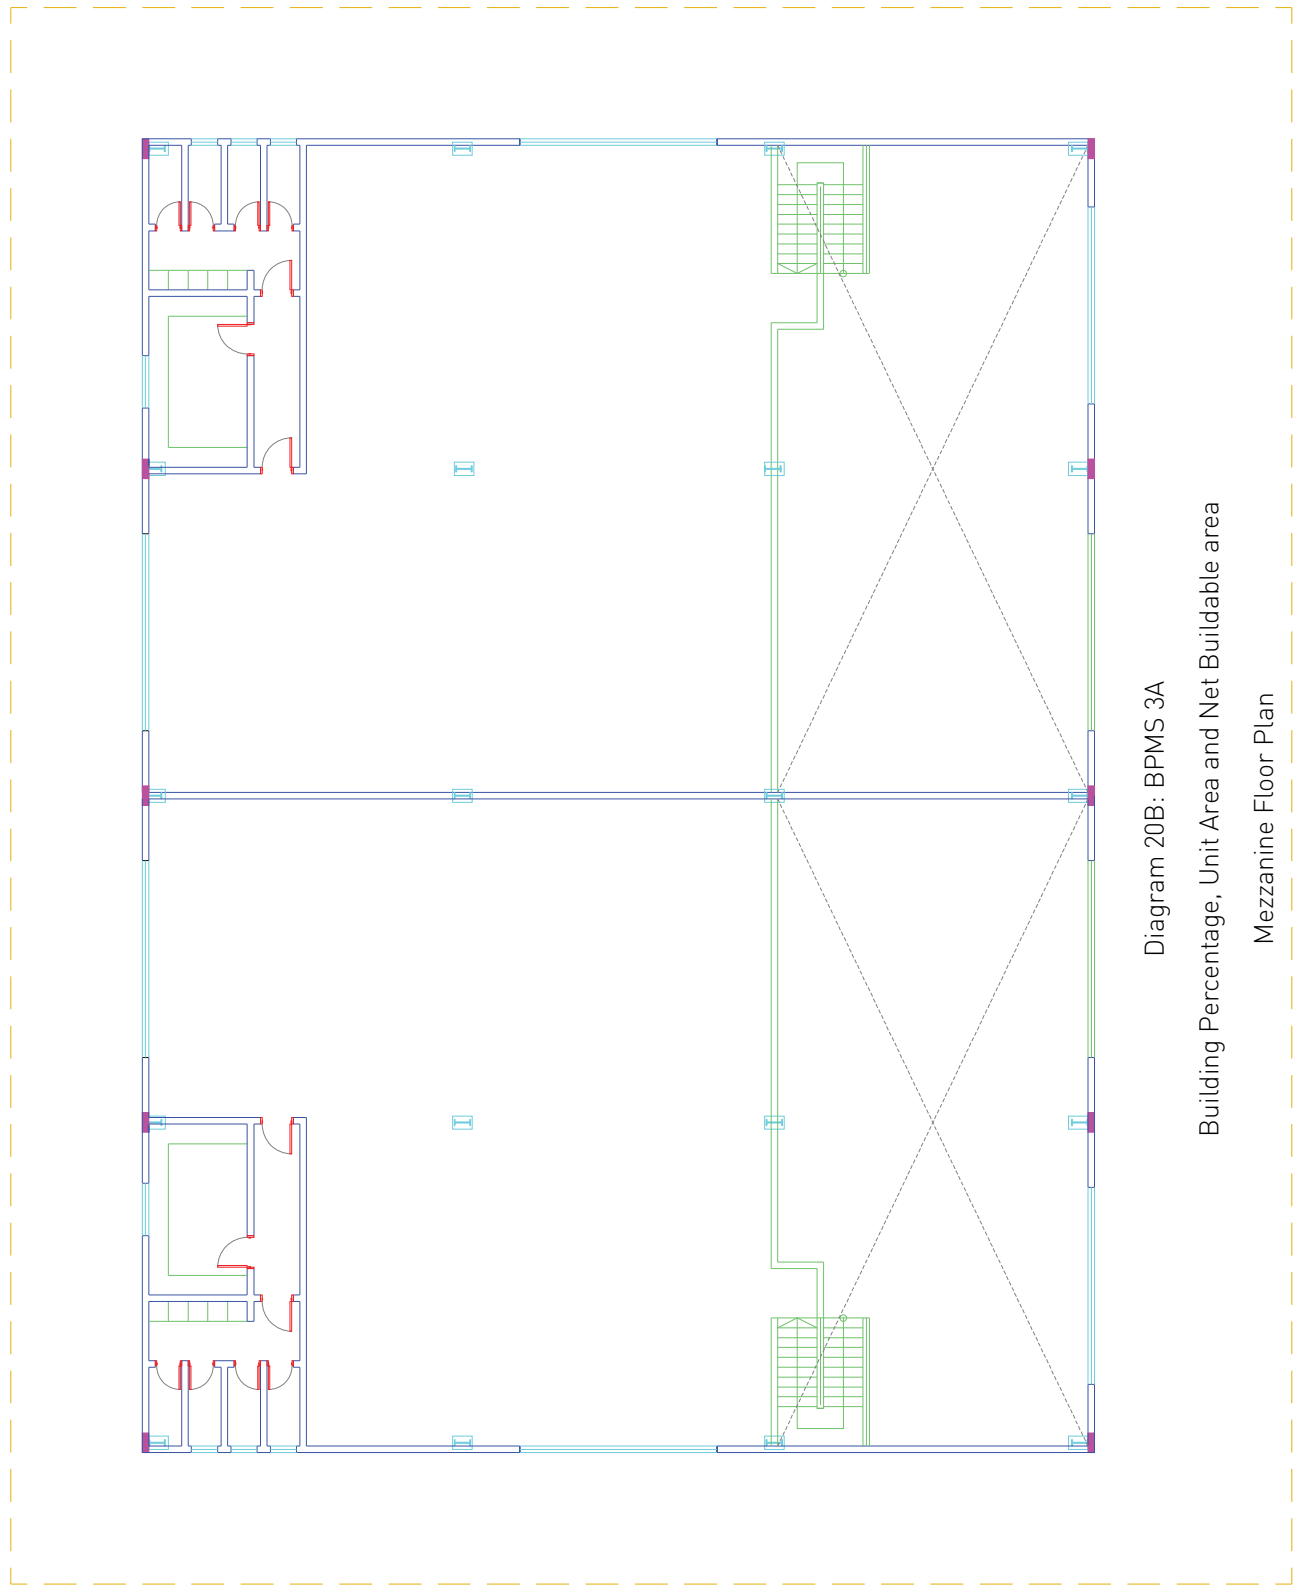 Diagram 20B: BPMS 3A
Building Percentage, Unit Area and Net Buildable area
Mezzanine Floor Plan